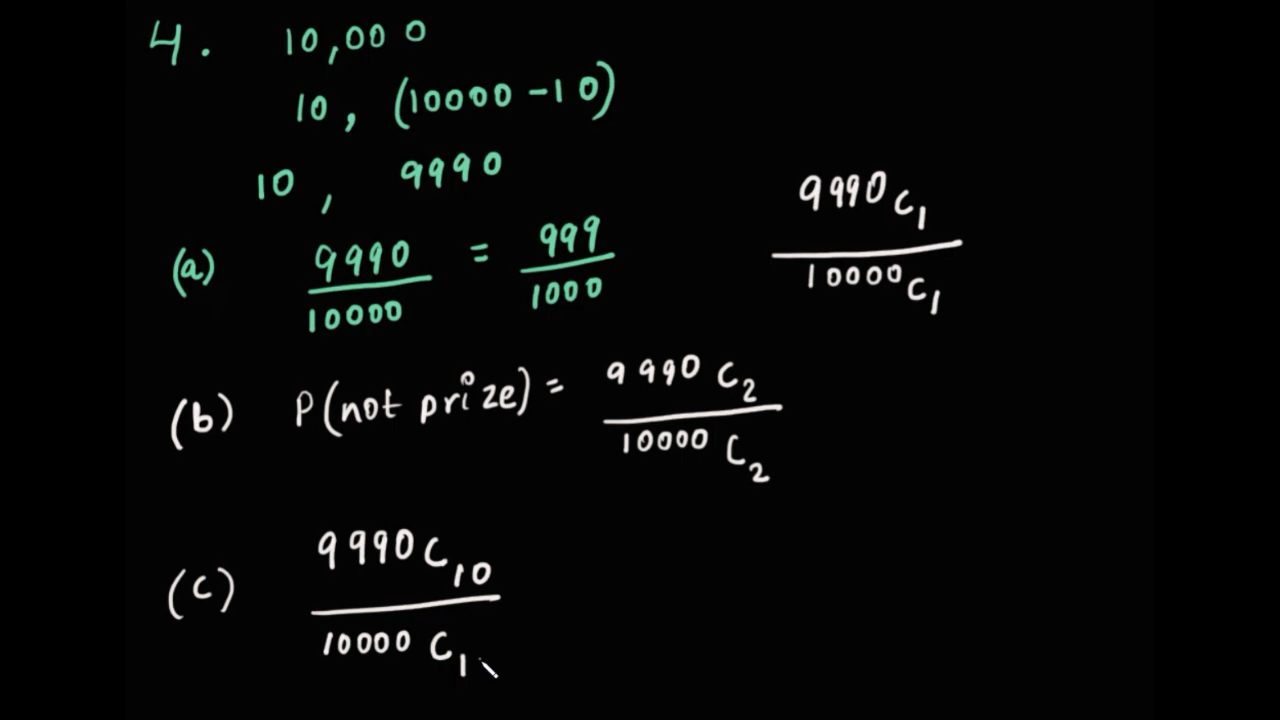 4. 10,000
10, (10000-10)
10, 9990
(a) 9990/10000 = 999/1000
9990C1/10000C1
(b) P(not prize) = 9990C2/10000C2
(c) 9990C10/10000C1